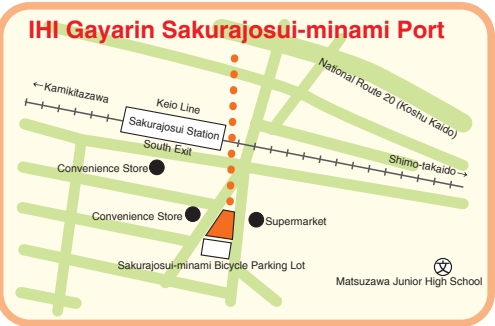 IHI Gayarin Sakurajosui-minami Port
National Route 20 (Koshu Kaido)
←Kamikitazawa
Keio Line
Sakurajosui Station
South Exit
Shimo-takaido→
Convenience Store
Convenience Store
Supermarket
Sakurajosui-minami Bicycle Parking Lot
文
Matsuzawa Junior High School